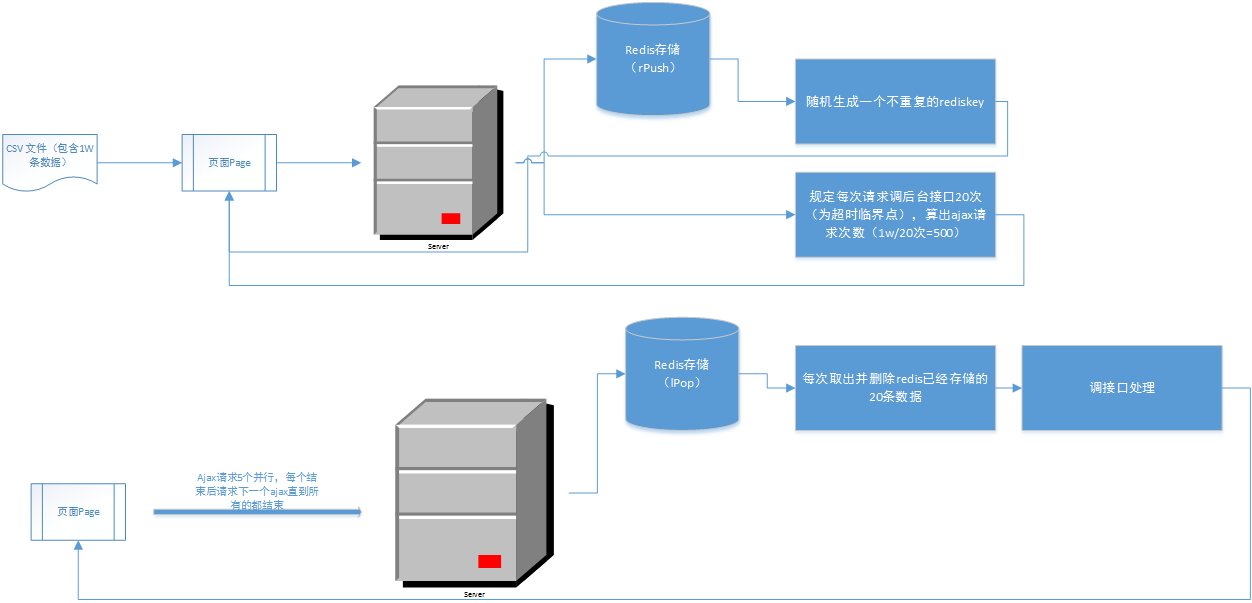 Redis存储
（rPush）
随机生成一个不重复的rediskey
CSV 文件（包含1W
条数据）
页面Page
规定每次请求调后台接口20次
（为超时临界点），算出ajax请
求次数（1w/20次=500）
Server
Redis存储
（lPop）
每次取出并删除redis已经存储的
20条数据
调接口处理
Ajax请求5个并行，每个结
束后请求下一个ajax直到所
有的都结束
页面Page
Server